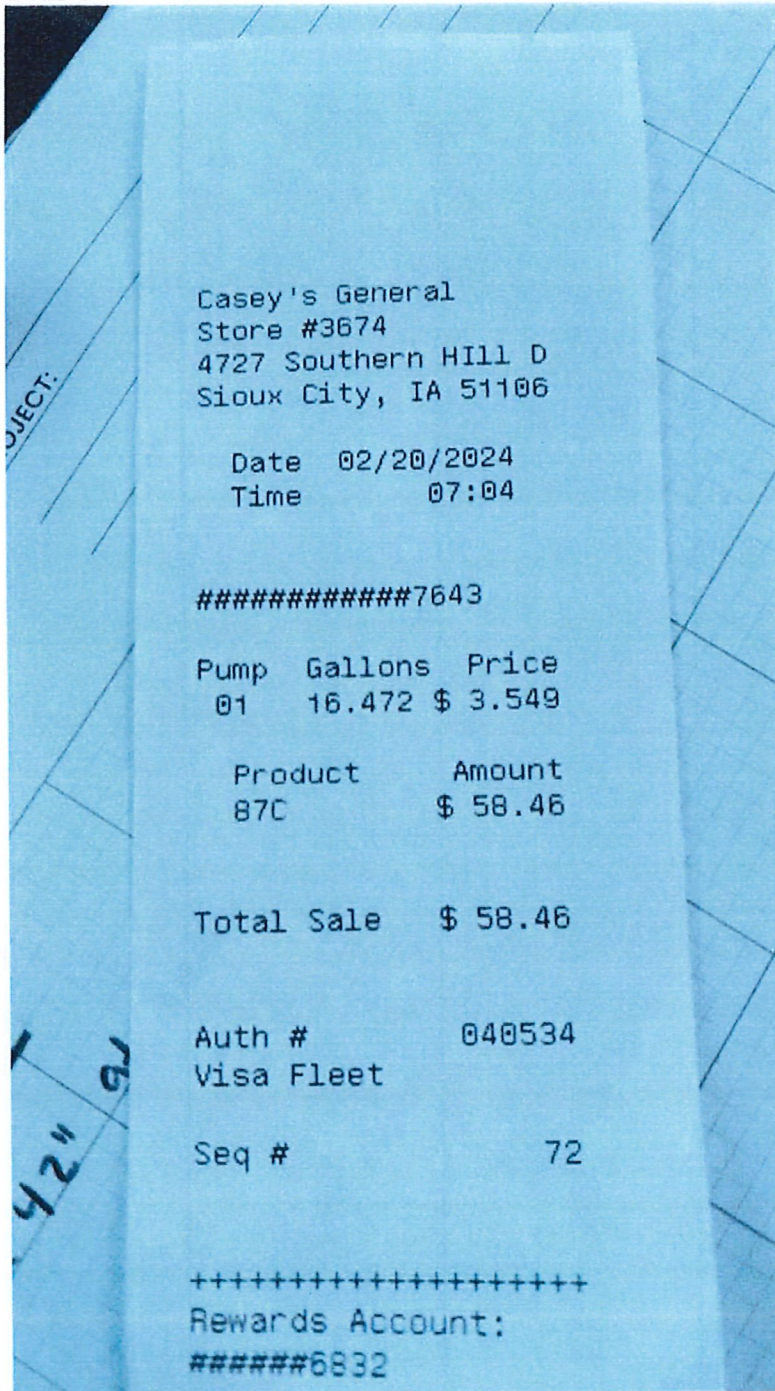 Casey's General
Store #3674
4727 Southern HIll D
Sioux City, IA 51106
Date 02/20/2024
Time 07:04
############7643
Pump Gallons Price
01 16.472 $ 3.549
Product Amount
87C $ 58.46
Total Sale $ 58.46
Auth # 040534
Visa Fleet
Seq # 72
+++++++++++++++++++++
Rewards Account:
######6832
OJECT:
42"